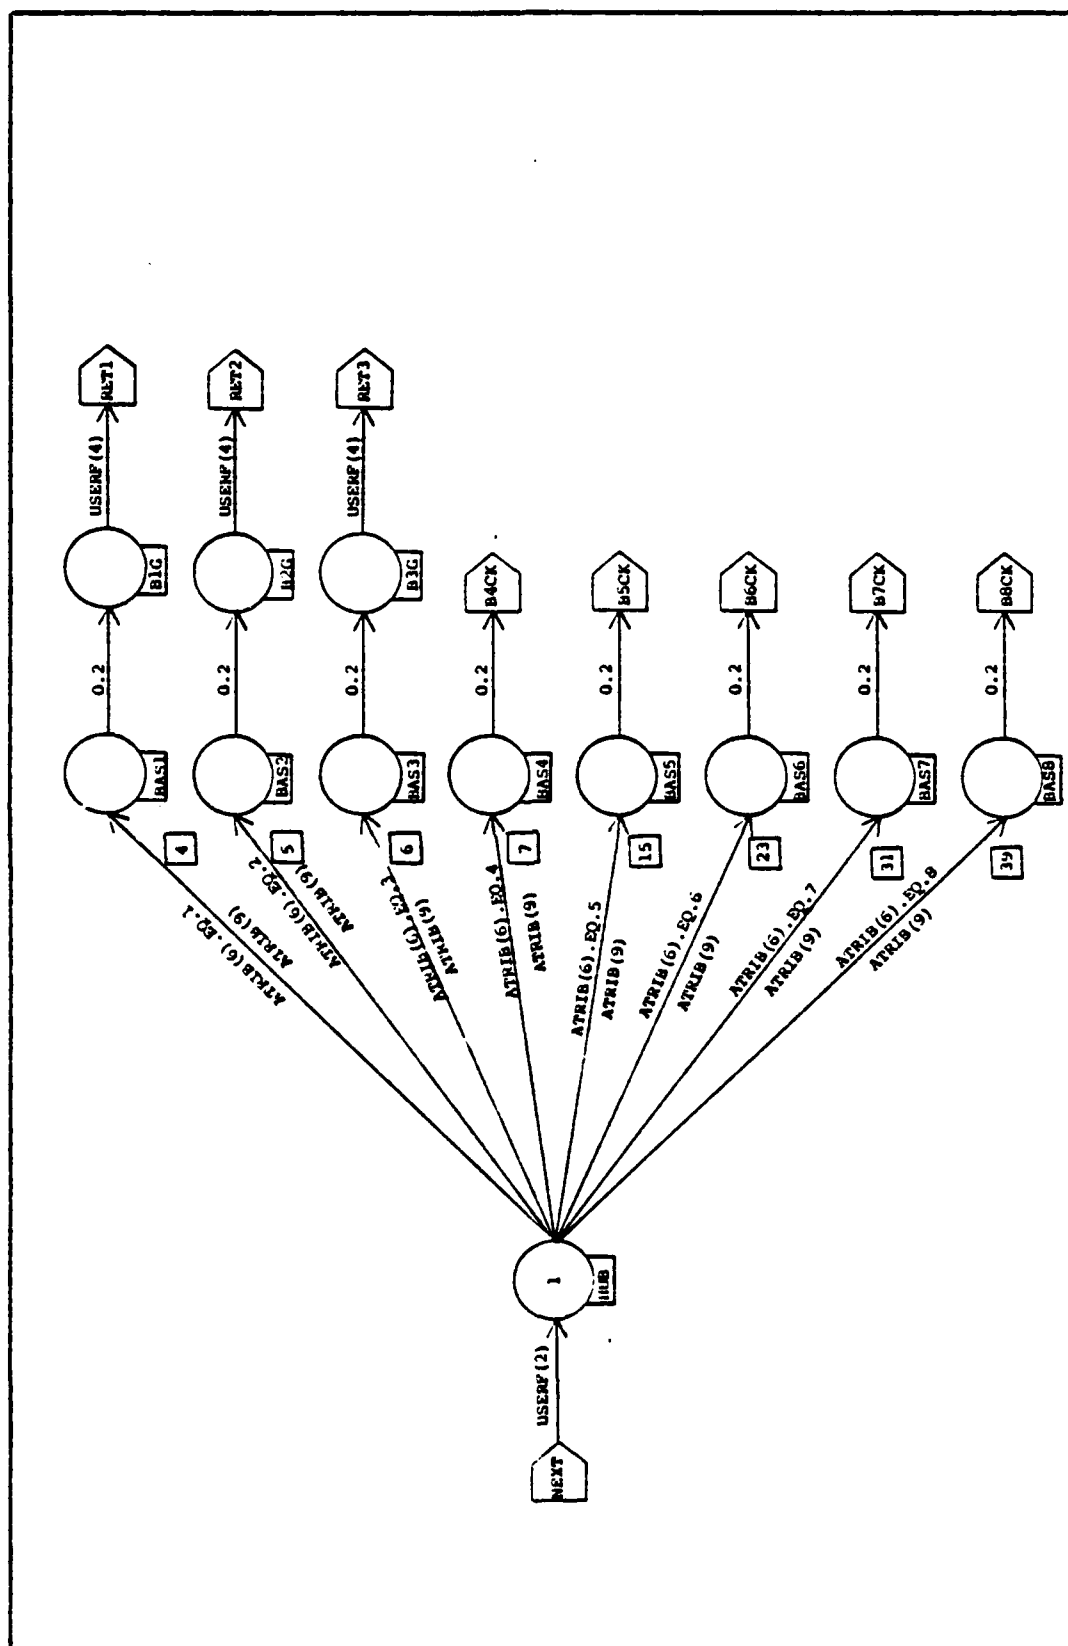 NEXT
USERF(2)
1
HUB
ATRIB(6).EQ.1
ATRIB(9)
4
BAS1
0.2
B1G
USERF(4)
RET1
ATRIB(6).EQ.2
ATRIB(9)
5
BAS2
0.2
B2G
USERF(4)
RET2
ATRIB(6).EQ.3
ATRIB(9)
6
BAS3
0.2
B3G
USERF(4)
RET3
ATRIB(6).EQ.4
ATRIB(9)
7
BAS4
0.2
B4CK
ATRIB(6).EQ.5
ATRIB(9)
15
BAS5
0.2
B5CK
ATRIB(6).EQ.6
ATRIB(9)
23
BAS6
0.2
B6CK
ATRIB(6).EQ.7
ATRIB(9)
31
BAS7
0.2
B7CK
ATRIB(6).EQ.8
ATRIB(9)
39
BAS8
0.2
B8CK